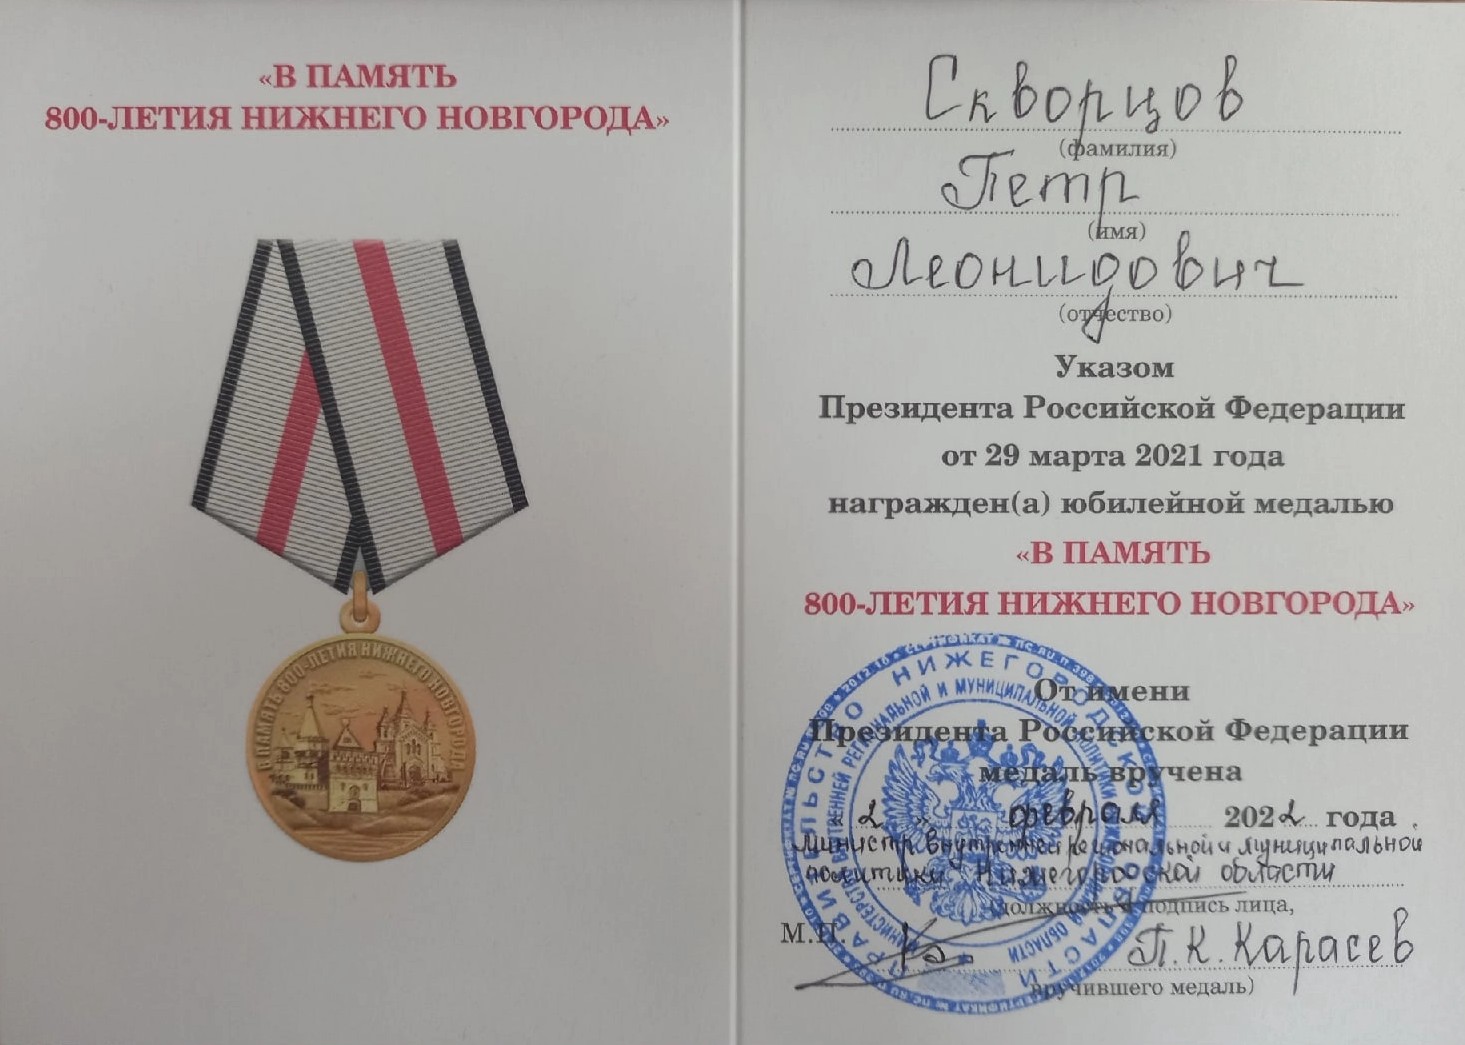 «В ПАМЯТЬ
800-ЛЕТИЯ НИЖНЕГО НОВГОРОДА»
В ПАМЯТЬ 800-ЛЕТИЯ НИЖНЕГО НОВГОРОДА
Скворцов
(фамилия)
Петр
(имя)
Леонидович
(отчество)
Указом
Президента Российской Федерации
от 29 марта 2021 года
награжден(а) юбилейной медалью
«В ПАМЯТЬ
800-ЛЕТИЯ НИЖНЕГО НОВГОРОДА»
От имени
Президента Российской Федерации
медаль вручена
« 2 » февраля 2022 года
Министр внутренней региональной и муниципальной
политики Нижегородской области
(должность и подпись лица,
М.П. П.К. Карасев
вручившего медаль)
ПРАВИТЕЛЬСТВО НИЖЕГОРОДСКОЙ ОБЛАСТИ
МИНИСТЕРСТВО ВНУТРЕННЕЙ РЕГИОНАЛЬНОЙ И МУНИЦИПАЛЬНОЙ ПОЛИТИКИ НИЖЕГОРОДСКОЙ ОБЛАСТИ